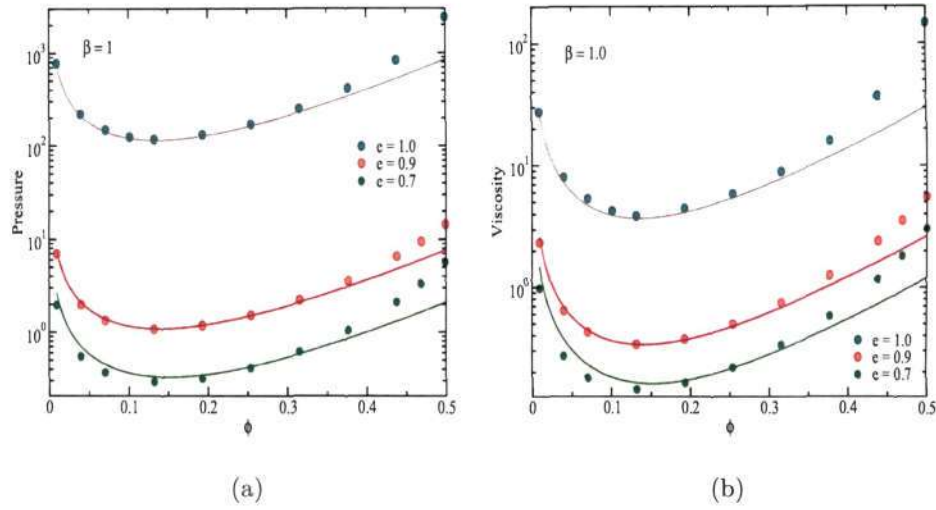 β = 1
10³
10²
10¹
10⁰
Pressure
e = 1.0
e = 0.9
e = 0.7
0 0.1 0.2 0.3 0.4 0.5
ϕ
(a)
β = 1.0
10²
10¹
10⁰
Viscosity
e = 1.0
e = 0.9
e = 0.7
0 0.1 0.2 0.3 0.4 0.5
ϕ
(b)